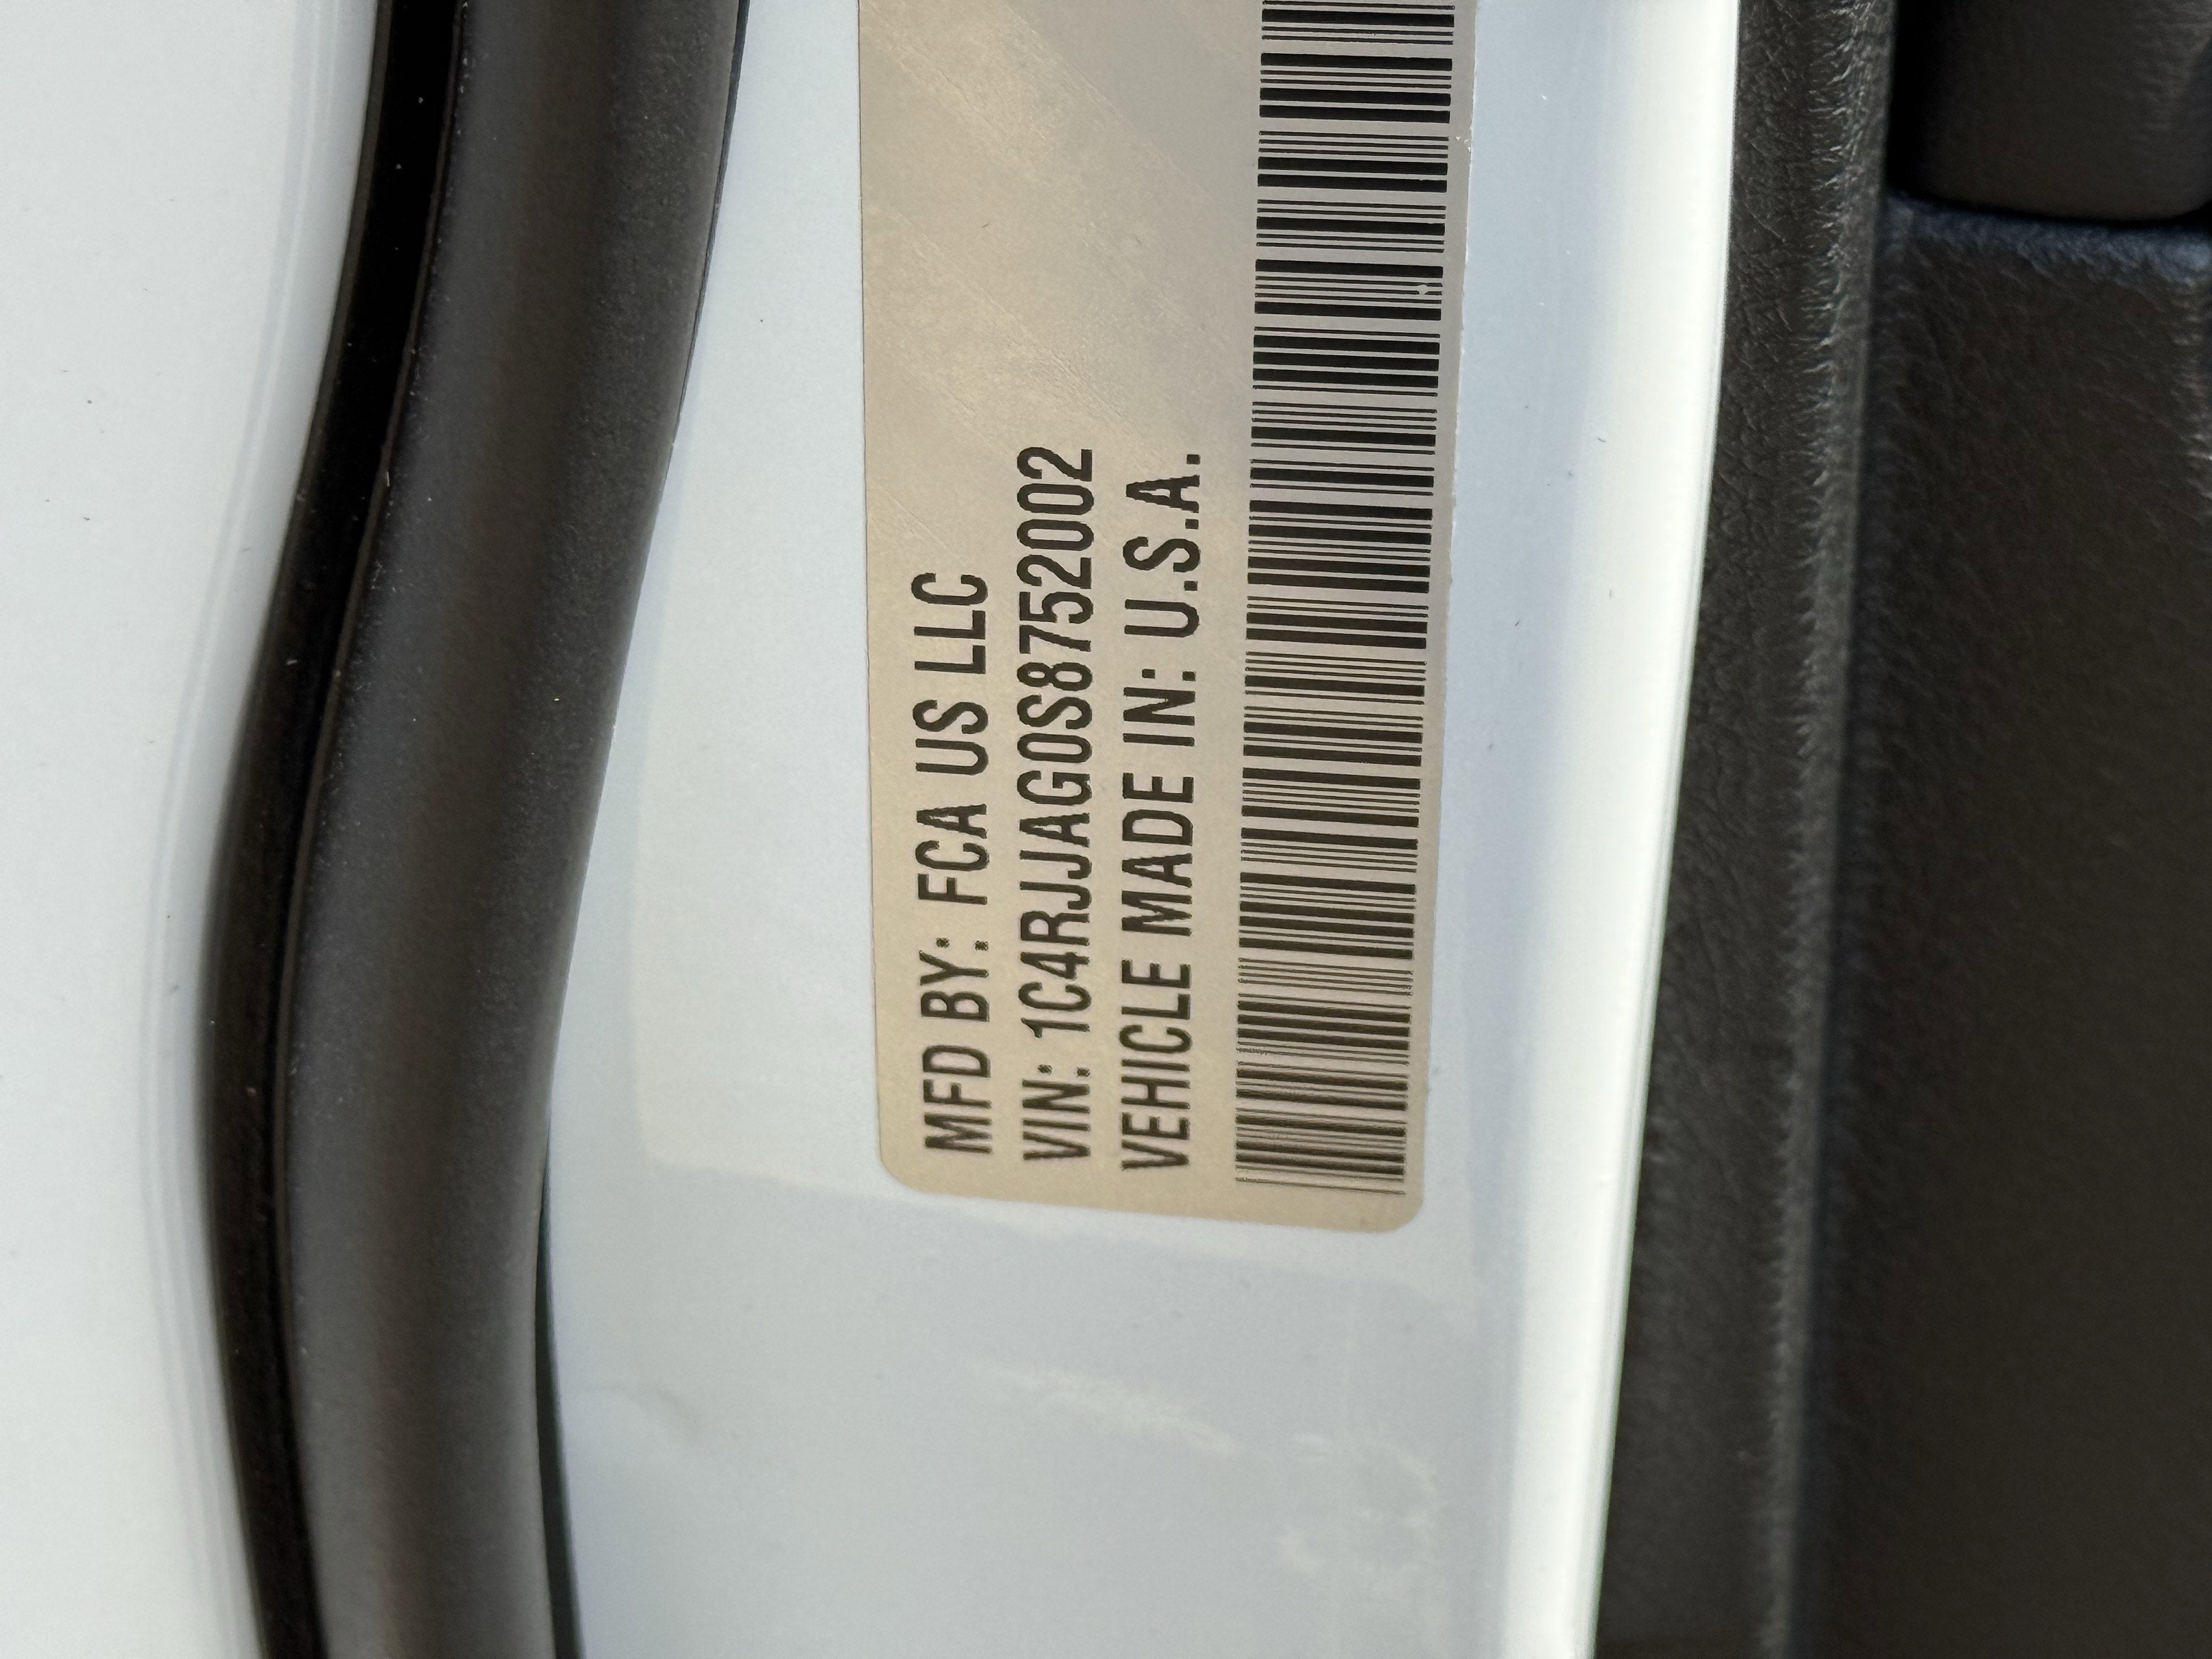 MFD BY: FCA US LLC
VIN: 1C4RJJAG0S8752002
VEHICLE MADE IN: U.S.A.